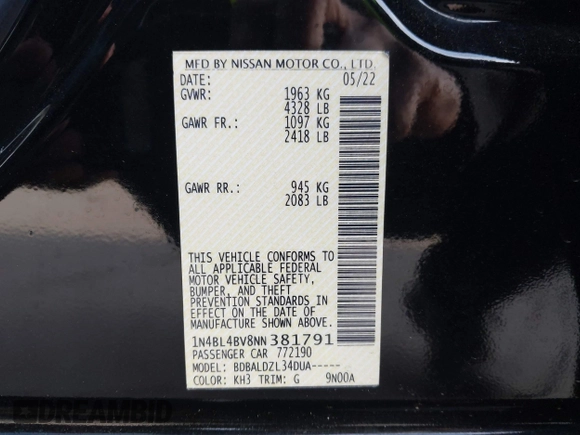 MFD BY NISSAN MOTOR CO., LTD.
DATE: 05/22
GVWR: 1963 KG
4328 LB
GAWR FR.: 1097 KG
2418 LB
GAWR RR.: 945 KG
2083 LB
THIS VEHICLE CONFORMS TO
ALL APPLICABLE FEDERAL
MOTOR VEHICLE SAFETY,
BUMPER, AND THEFT
PREVENTION STANDARDS IN
EFFECT ON THE DATE OF
MANUFACTURE SHOWN ABOVE.
1N4BL4BV8NN381791
PASSENGER CAR 772190
MODEL: BDBALDZL34DUA-----
COLOR: KH3 TRIM: G 9N00A
DREAMBID